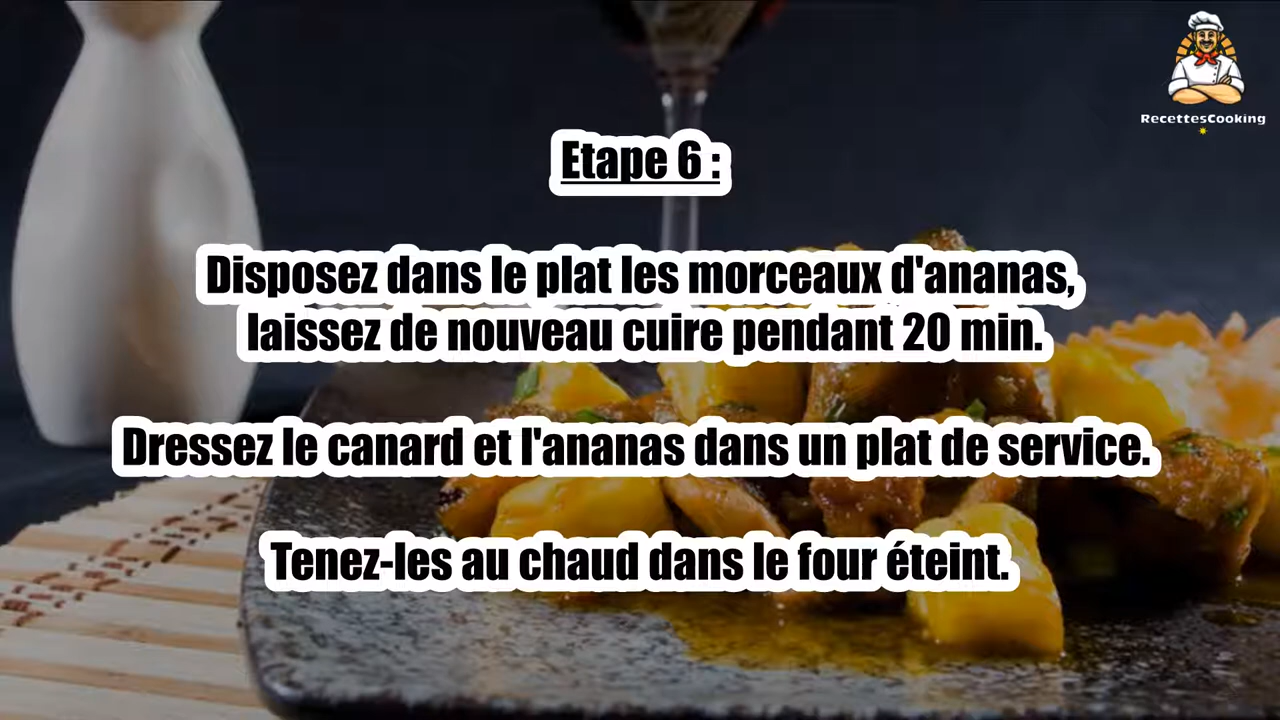 RecettesCooking
Etape 6 :
Disposez dans le plat les morceaux d'ananas,
laissez de nouveau cuire pendant 20 min.
Dressez le canard et l'ananas dans un plat de service.
Tenez-les au chaud dans le four éteint.